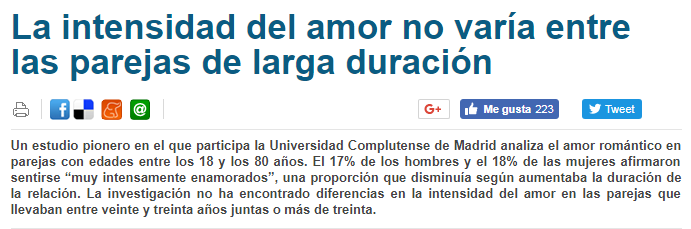 La intensidad del amor no varía entre
las parejas de larga duración
G+
Me gusta 223
Tweet
Un estudio pionero en el que participa la Universidad Complutense de Madrid analiza el amor romántico en
parejas con edades entre los 18 y los 80 años. El 17% de los hombres y el 18% de las mujeres afirmaron
sentirse “muy intensamente enamorados”, una proporción que disminuía según aumentaba la duración de
la relación. La investigación no ha encontrado diferencias en la intensidad del amor en las parejas que
llevaban entre veinte y treinta años juntas o más de treinta.